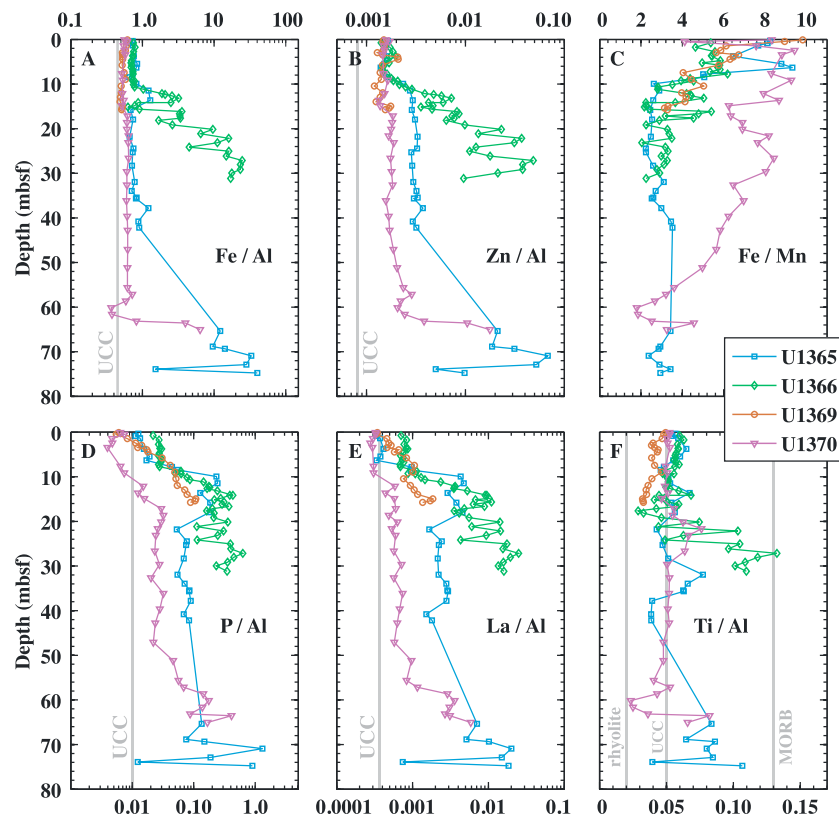 0.1 1.0 10 100 0.001 0.01 0.1 0 2 4 6 8 10
0
10
20
30
40
50
60
70
80
Depth (mbsf)
A
Fe / Al
UCC
B
Zn / Al
UCC
C
Fe / Mn
U1365
U1366
U1369
U1370
0
10
20
30
40
50
60
70
80
Depth (mbsf)
D
P / Al
UCC
E
La / Al
UCC
F
Ti / Al
rhyolite
UCC
MORB
0.01 0.10 1.0 0.0001 0.001 0.01 0.1 0 0.05 0.10 0.15